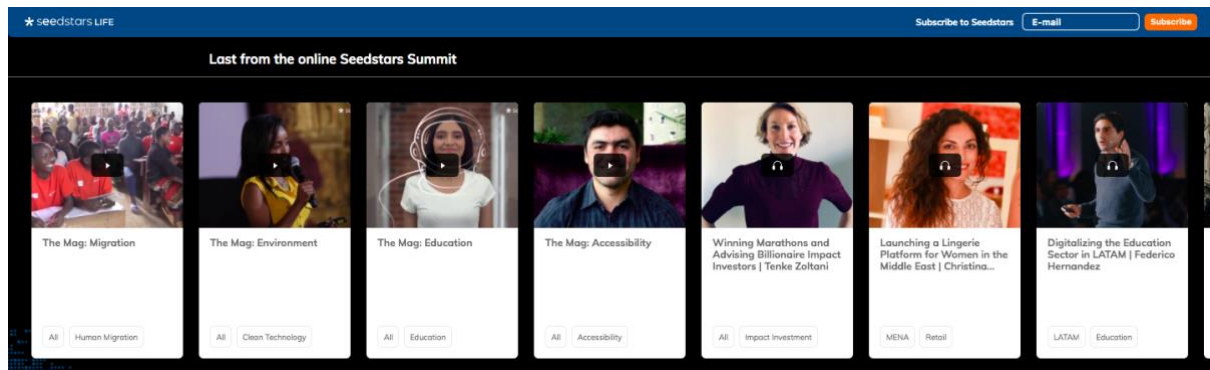 seedstars LIFE
Subscribe to Seedstars
E-mail
Subscribe
Last from the online Seedstars Summit
The Mag: Migration
All
Human Migration
The Mag: Environment
All
Clean Technology
The Mag: Education
All
Education
The Mag: Accessibility
All
Accessibility
Winning Marathons and
Advising Billionaire Impact
Investors | Tenke Zoltani
All
Impact Investment
Launching a Lingerie
Platform for Women in the
Middle East | Christina...
MENA
Retail
Digitalizing the Education
Sector in LATAM | Federico
Hernandez
LATAM
Education